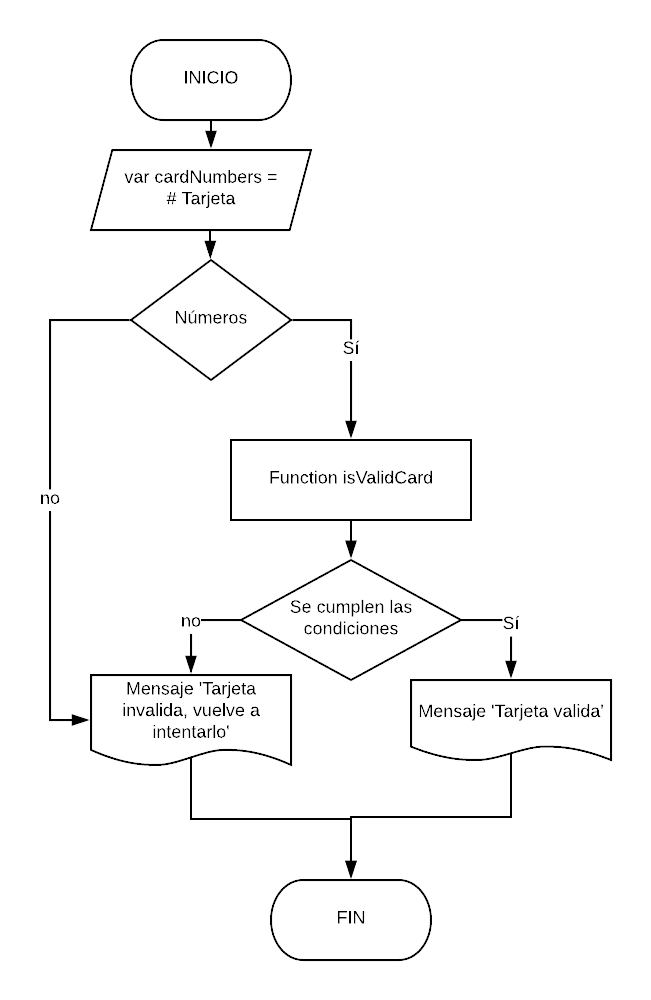 INICIO
var cardNumbers =
# Tarjeta
Números
Sí
no
Function isValidCard
Se cumplen las
condiciones
no
Sí
Mensaje 'Tarjeta
invalida, vuelve a
intentarlo'
Mensaje 'Tarjeta valida'
FIN